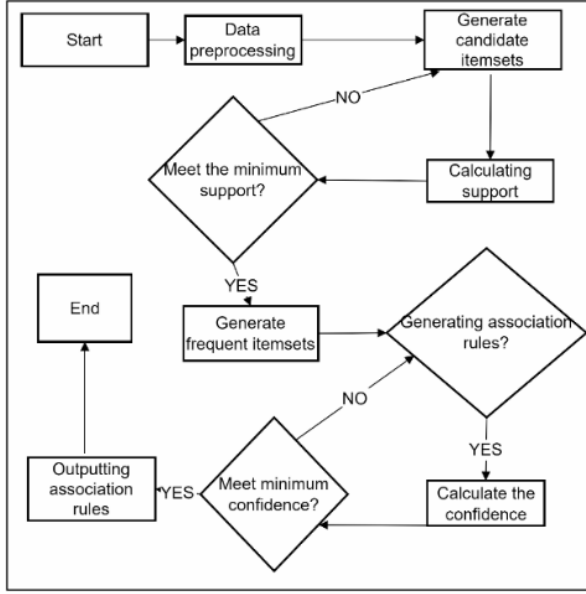 Start
Data
preprocessing
Generate
candidate
itemsets
NO
Meet the minimum
support?
Calculating
support
YES
End
Generate
frequent itemsets
Generating association
rules?
NO
YES
Outputting
association
rules
YES
Meet minimum
confidence?
Calculate the
confidence